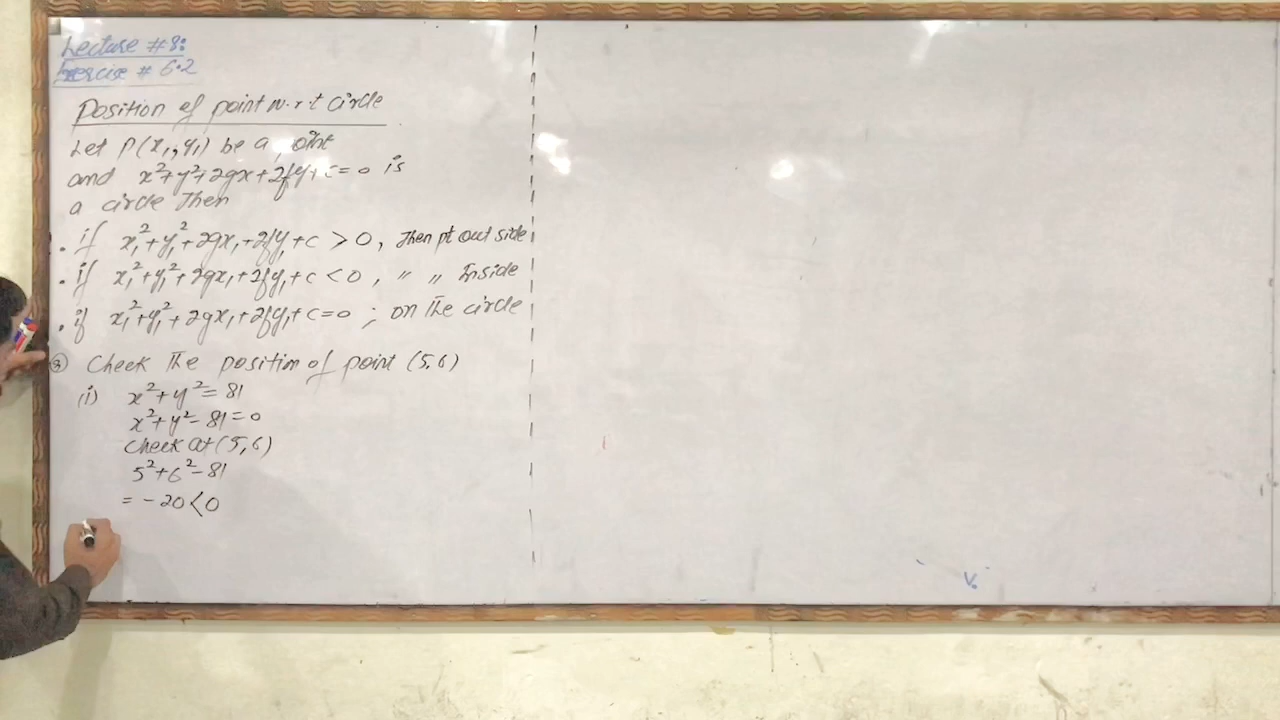 Lecture #8:
Exercise # 6.2
Position of point w.r.t circle
Let P(x₁,y₁) be a point
and x²+y²+2gx+2fy+c=0 is
a circle Then
. if x₁²+y₁²+2gx₁+2fy₁+c > 0, Then pt out side
. if x₁²+y₁²+2gx₁+2fy₁+c < 0, " " Inside
. if x₁²+y₁²+2gx₁+2fy₁+c=0 ; on The circle
Check The position of point (5,6)
(i) x²+y²=81
x²+y²-81=0
Check at (5,6)
5²+6²-81
= -20<0